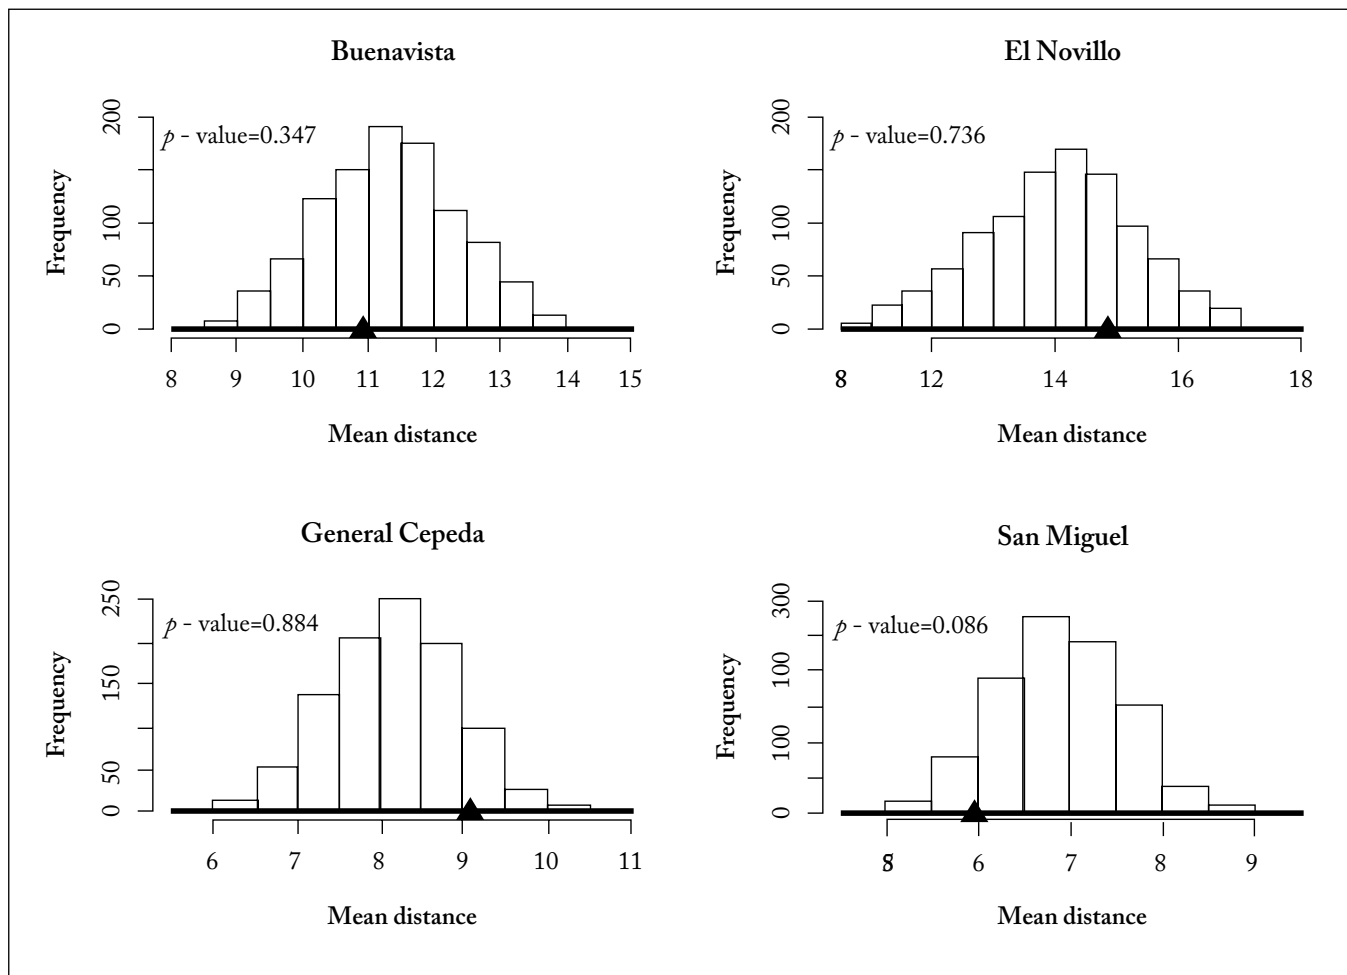 Buenavista
p - value=0.347
Frequency
200
100
50
0
8 9 10 11 12 13 14 15
Mean distance
El Novillo
p - value=0.736
Frequency
200
100
50
0
8 12 14 16 18
Mean distance
General Cepeda
p - value=0.884
Frequency
250
150
50
0
6 7 8 9 10 11
Mean distance
San Miguel
p - value=0.086
Frequency
300
100
100
0
6 7 8 9
Mean distance